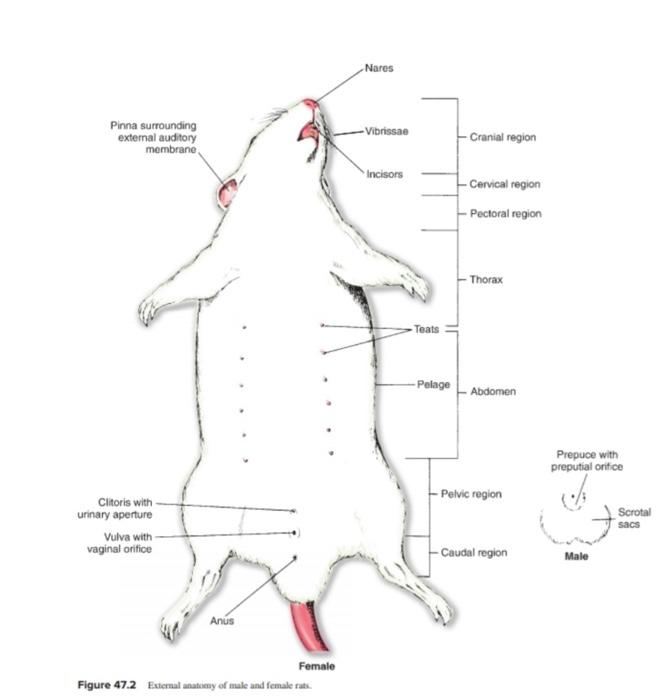 Nares
Pinna surrounding
external auditory
membrane
Vibrissae
Cranial region
Incisors
Cervical region
Pectoral region
Thorax
Teats
Pelage
Abdomen
Prepuce with
preputial orifice
Clitoris with
urinary aperture
Pelvic region
Scrotal
sacs
Vulva with
vaginal orifice
Caudal region
Male
Anus
Female
Figure 47.2 External anatomy of male and female rats.